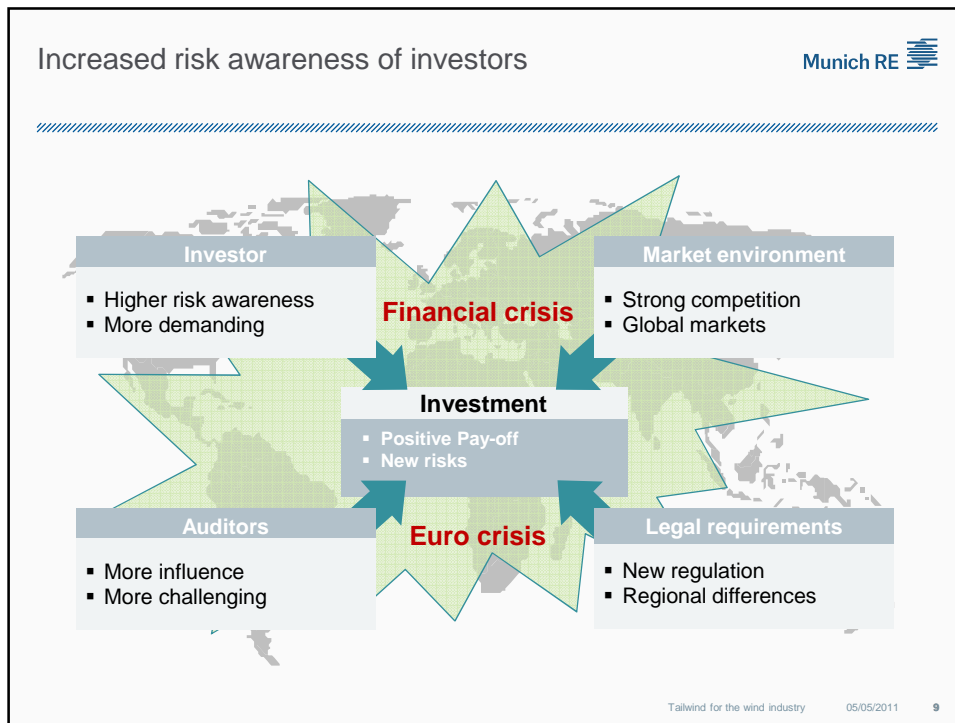 Increased risk awareness of investors
Munich RE
Investor
▪ Higher risk awareness
▪ More demanding
Financial crisis
Market environment
▪ Strong competition
▪ Global markets
Investment
▪ Positive Pay-off
▪ New risks
Auditors
▪ More influence
▪ More challenging
Euro crisis
Legal requirements
▪ New regulation
▪ Regional differences
Tailwind for the wind industry 05/05/2011 9